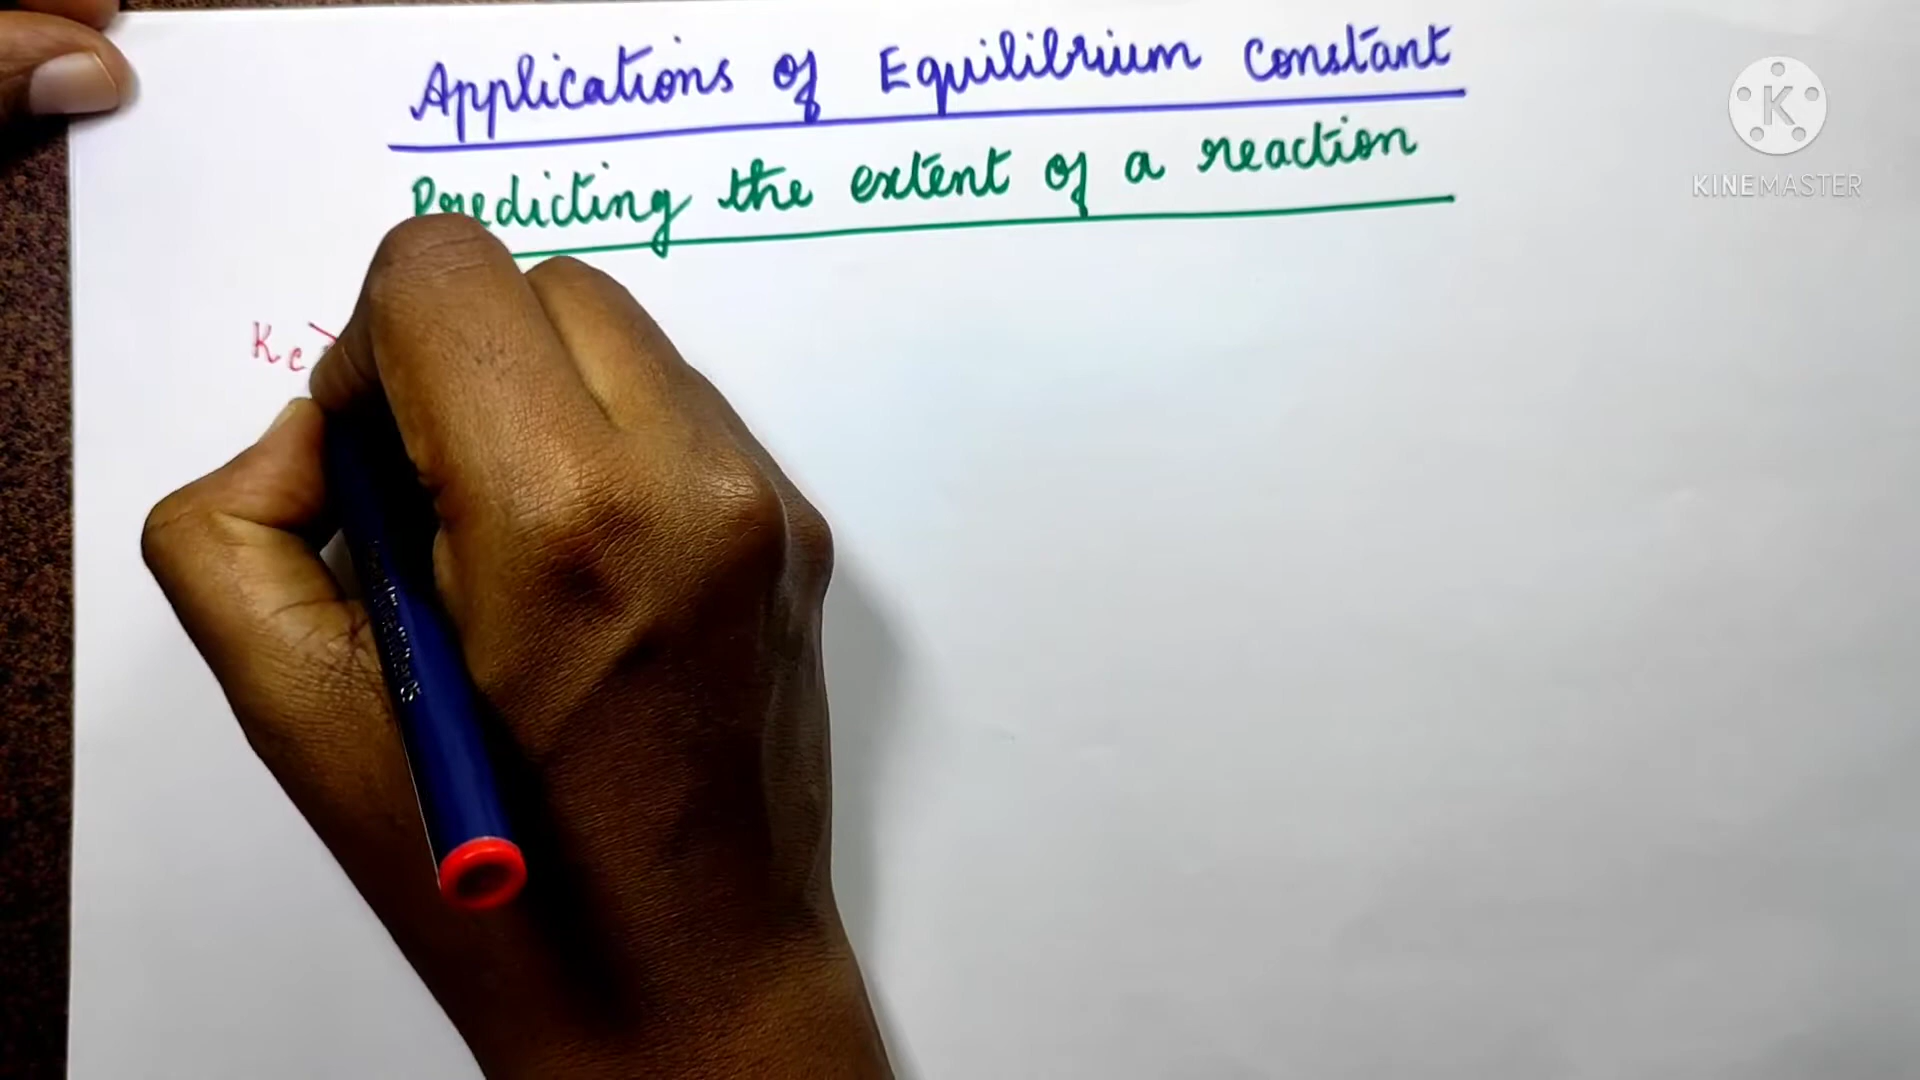 Applications of Equilibrium Constant
Predicting the extent of a reaction
Kc >
K
KINEMASTER